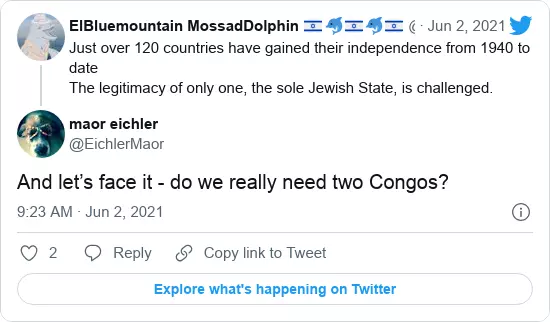 ElBluemountain MossadDolphin 🇮🇱🐬🇮🇱🐬🇮🇱 @ · Jun 2, 2021
Just over 120 countries have gained their independence from 1940 to
date
The legitimacy of only one, the sole Jewish State, is challenged.
maor eichler
@EichlerMaor
And let's face it - do we really need two Congos?
9:23 AM · Jun 2, 2021
2 Reply Copy link to Tweet
Explore what's happening on Twitter